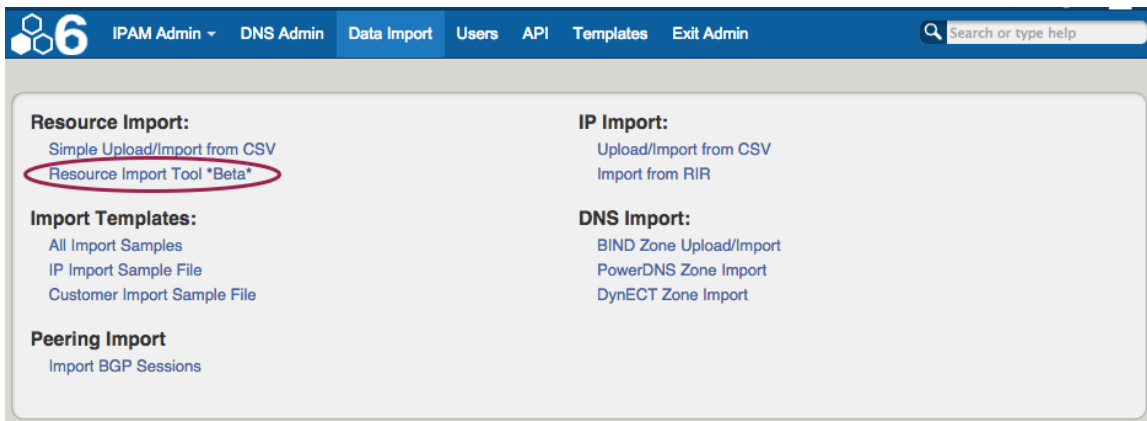 6 IPAM Admin DNS Admin Data Import Users API Templates Exit Admin Search or type help
Resource Import:
Simple Upload/Import from CSV
Resource Import Tool *Beta*
Import Templates:
All Import Samples
IP Import Sample File
Customer Import Sample File
Peering Import
Import BGP Sessions
IP Import:
Upload/Import from CSV
Import from RIR
DNS Import:
BIND Zone Upload/Import
PowerDNS Zone Import
DynECT Zone Import